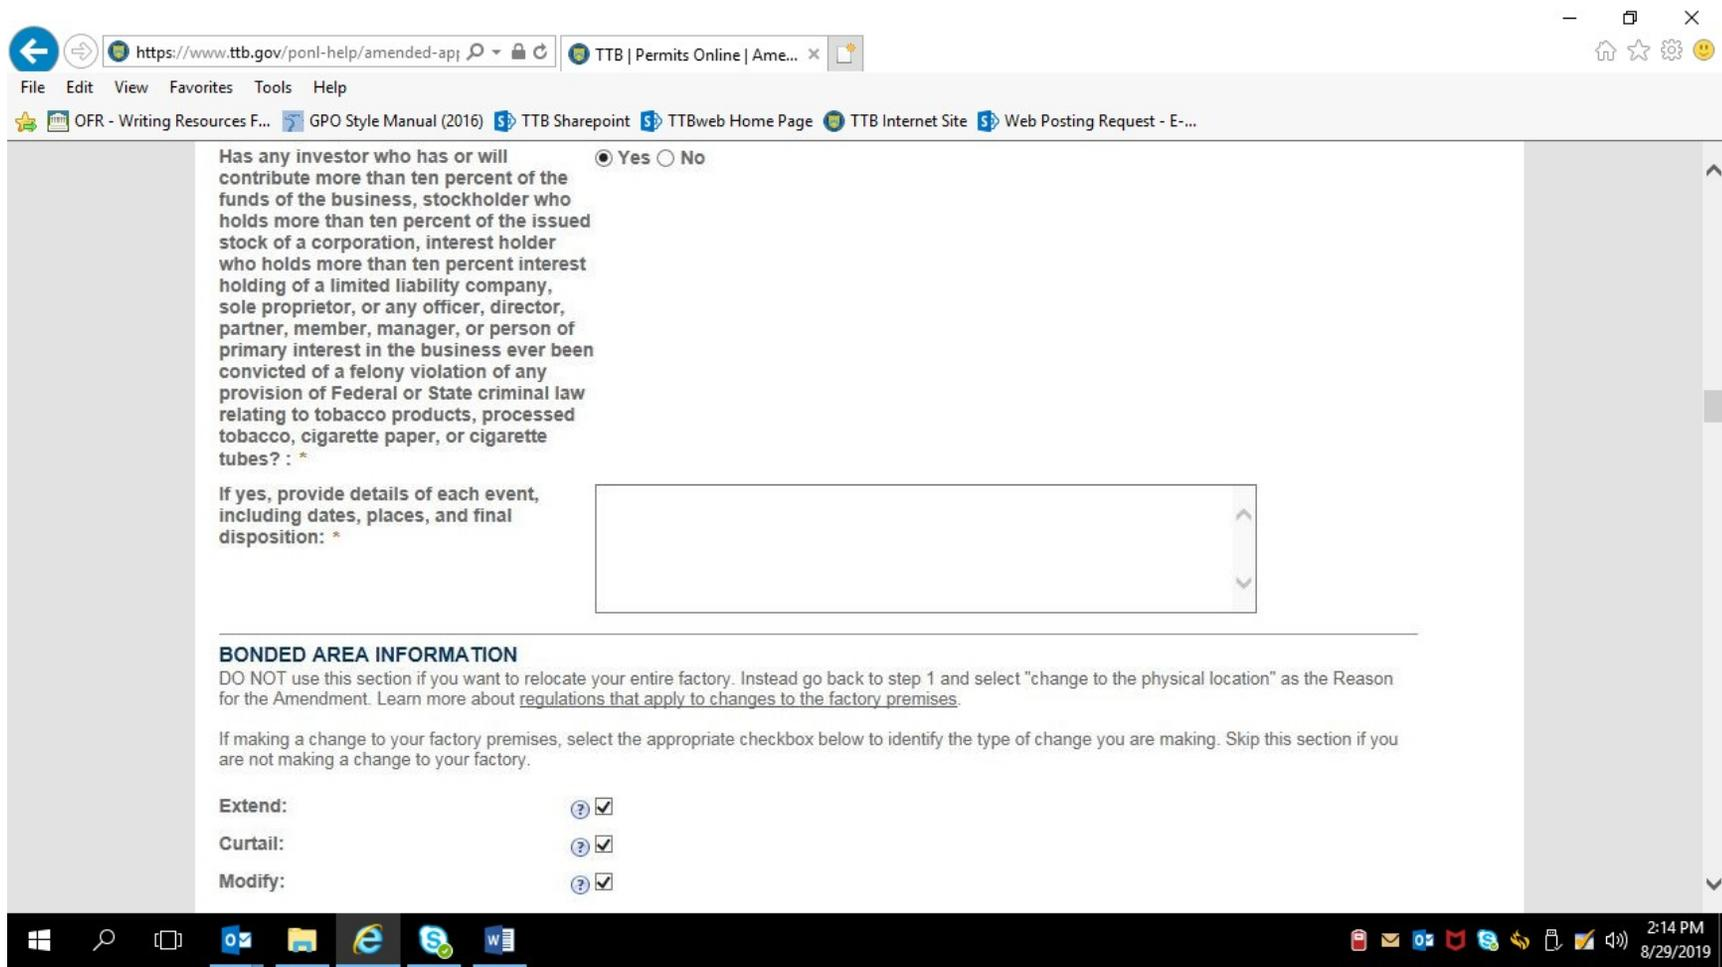 https://www.ttb.gov/ponl-help/amended-apr
TTB | Permits Online | Ame...
File Edit View Favorites Tools Help
OFR - Writing Resources F... GPO Style Manual (2016) TTB Sharepoint TTBweb Home Page TTB Internet Site Web Posting Request - E-...
Has any investor who has or will
contribute more than ten percent of the
funds of the business, stockholder who
holds more than ten percent of the issued
stock of a corporation, interest holder
who holds more than ten percent interest
holding of a limited liability company,
sole proprietor, or any officer, director,
partner, member, manager, or person of
primary interest in the business ever been
convicted of a felony violation of any
provision of Federal or State criminal law
relating to tobacco products, processed
tobacco, cigarette paper, or cigarette
tubes? : *
Yes No
If yes, provide details of each event,
including dates, places, and final
disposition: *
BONDED AREA INFORMATION
DO NOT use this section if you want to relocate your entire factory. Instead go back to step 1 and select "change to the physical location" as the Reason
for the Amendment. Learn more about regulations that apply to changes to the factory premises.
If making a change to your factory premises, select the appropriate checkbox below to identify the type of change you are making. Skip this section if you
are not making a change to your factory.
Extend:
Curtail:
Modify:
2:14 PM
8/29/2019